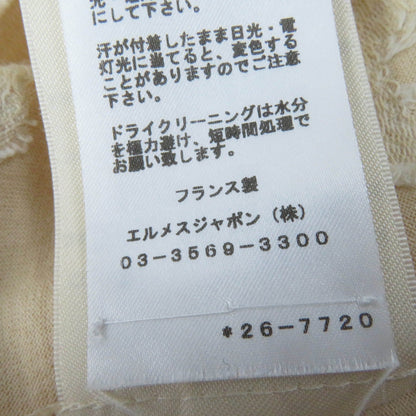 にして下さい。
汗が付着したまま日光・電
灯光に当てると、変色する
ことがありますのでご注意
下さい。
ドライクリーニングは水分
を極力避け、短時間処理で
お願い致します。
フランス製
エルメスジャポン（株）
03-3569-3300
*26-7720